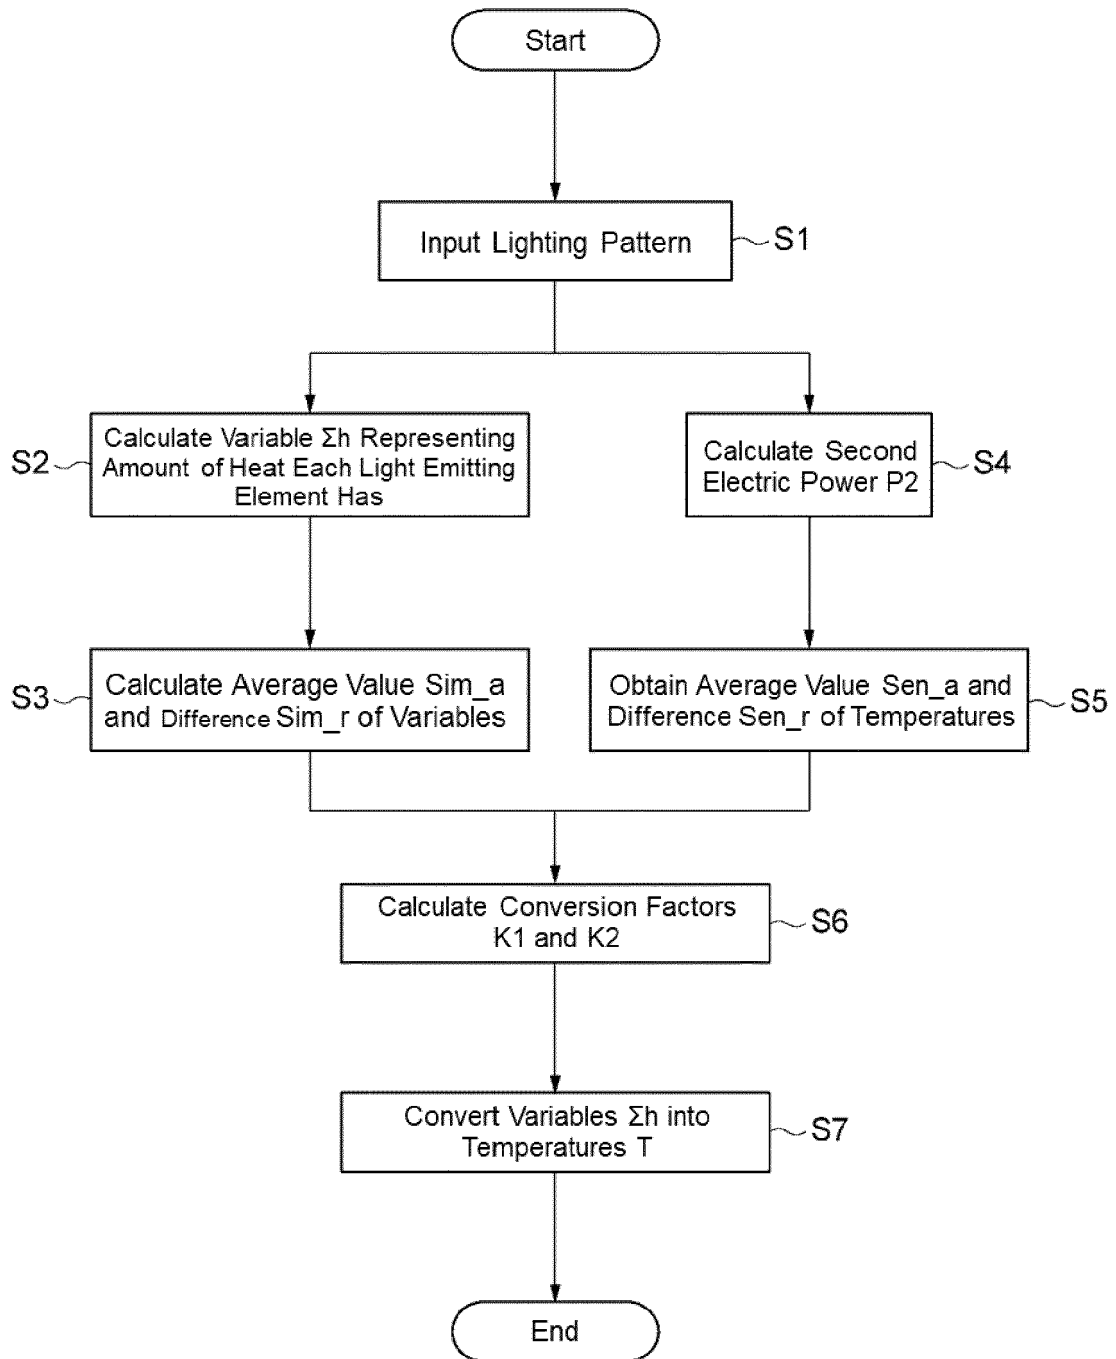 Start
Input Lighting Pattern
S1
S2
Calculate Variable Σh Representing
Amount of Heat Each Light Emitting
Element Has
Calculate Second
Electric Power P2
S4
S3
Calculate Average Value Sim_a
and Difference Sim_r of Variables
Obtain Average Value Sen_a and
Difference Sen_r of Temperatures
S5
Calculate Conversion Factors
K1 and K2
S6
Convert Variables Σh into
Temperatures T
S7
End